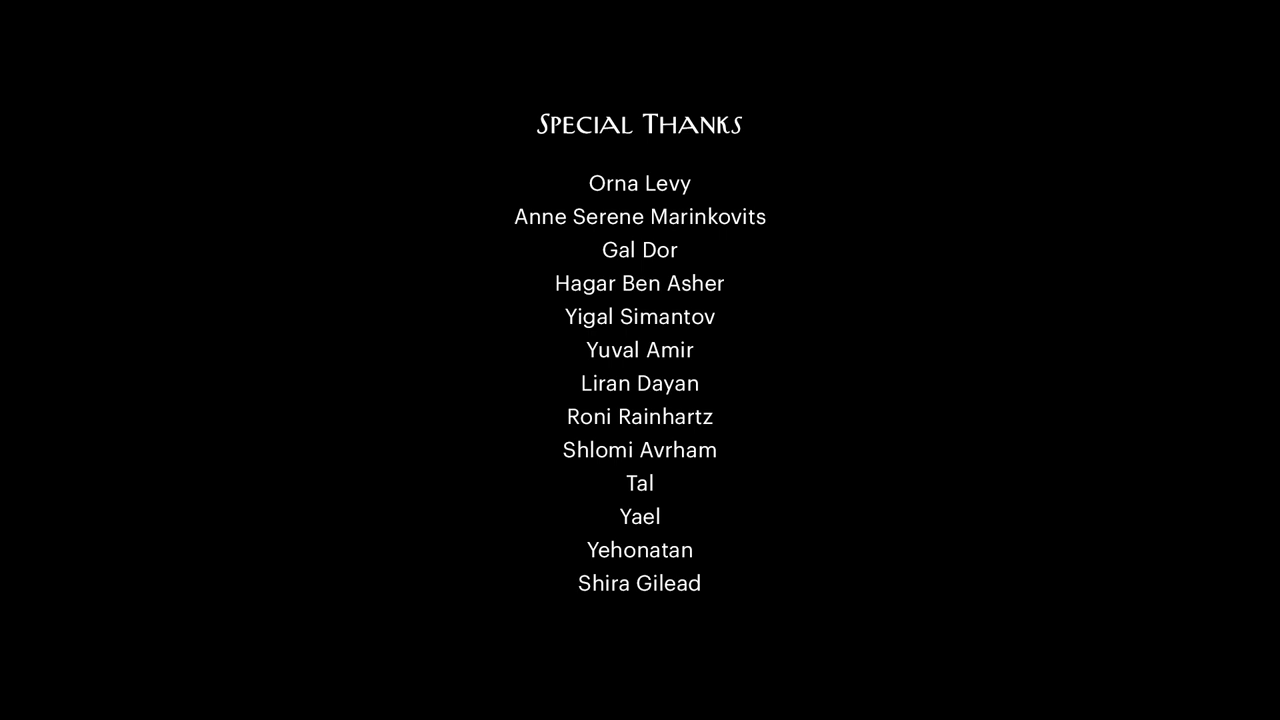 Special Thanks
Orna Levy
Anne Serene Marinkovits
Gal Dor
Hagar Ben Asher
Yigal Simantov
Yuval Amir
Liran Dayan
Roni Rainhartz
Shlomi Avrham
Tal
Yael
Yehonatan
Shira Gilead